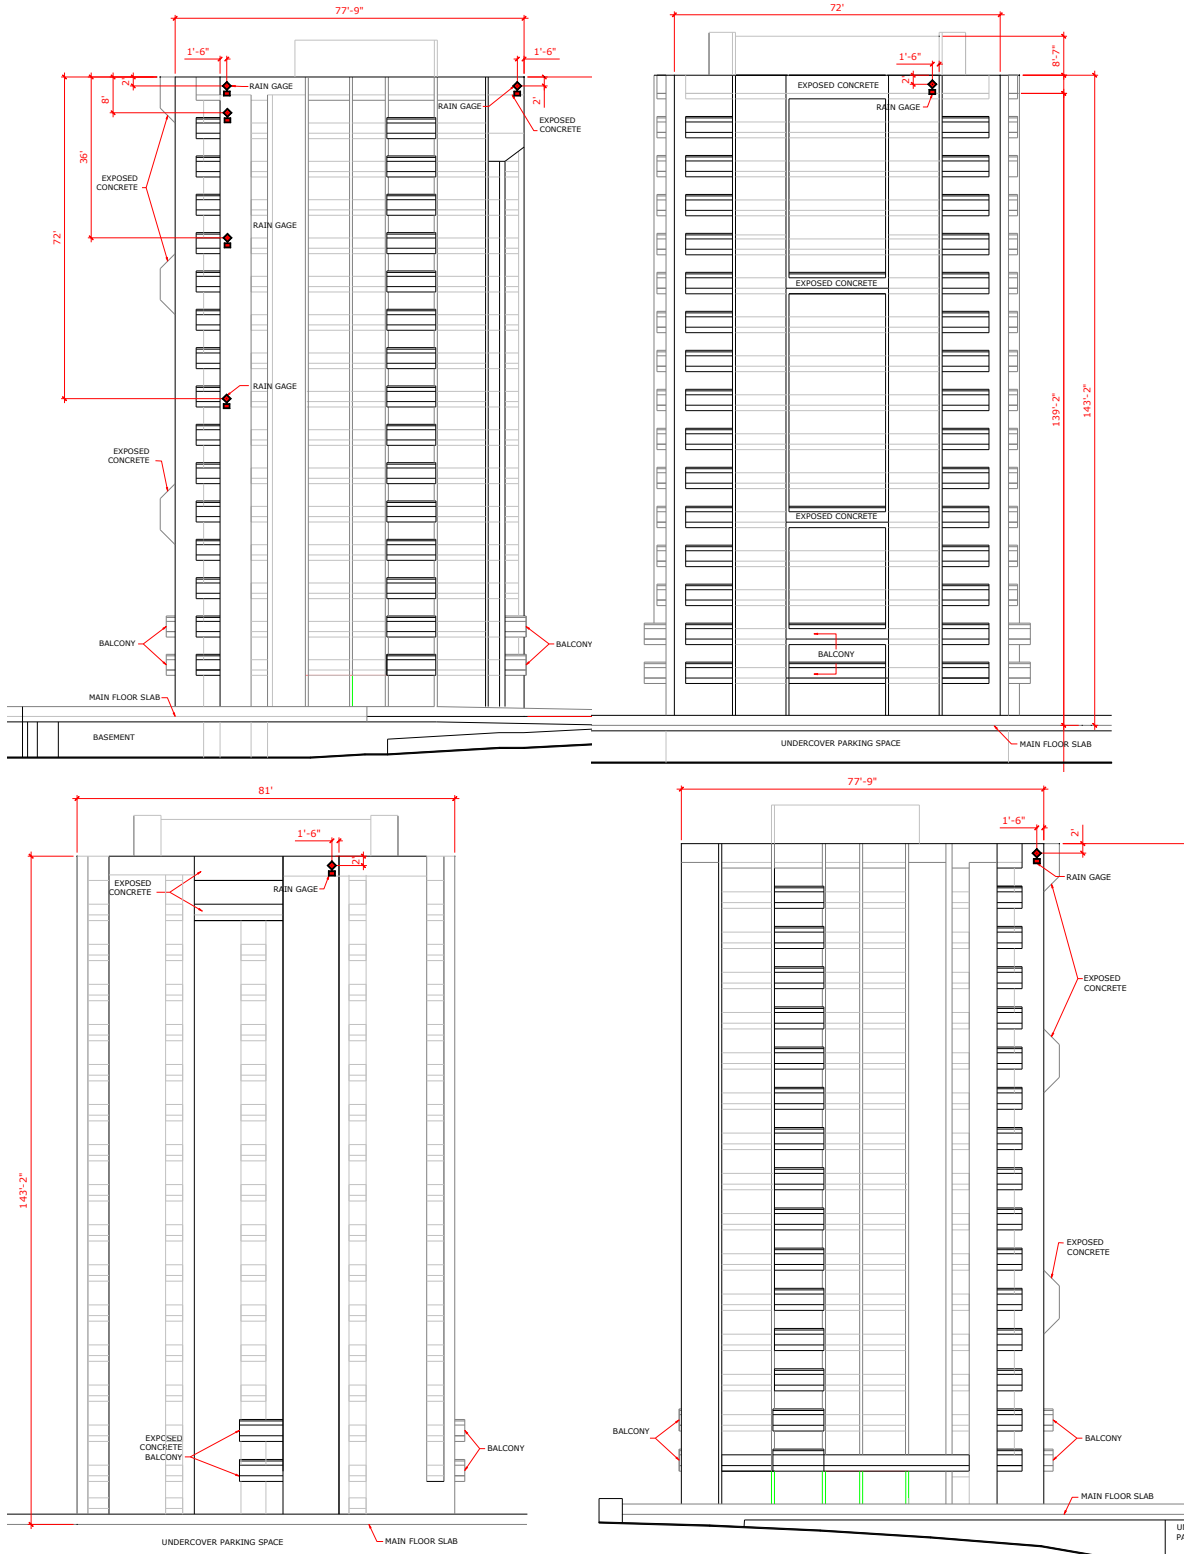 77'-9"
1'-6"
1'-6"
2'
8'
36'
72'
2'
RAIN GAGE
RAIN GAGE
EXPOSED
CONCRETE
EXPOSED
CONCRETE
RAIN GAGE
RAIN GAGE
EXPOSED
CONCRETE
BALCONY
BALCONY
MAIN FLOOR SLAB
BASEMENT
72'
1'-6"
2'
8'-7"
EXPOSED CONCRETE
RAIN GAGE
EXPOSED CONCRETE
139'-2"
143'-2"
EXPOSED CONCRETE
BALCONY
UNDERCOVER PARKING SPACE
MAIN FLOOR SLAB
81'
1'-6"
2'
EXPOSED
CONCRETE
RAIN GAGE
143'-2"
EXPOSED
CONCRETE
BALCONY
BALCONY
UNDERCOVER PARKING SPACE
MAIN FLOOR SLAB
77'-9"
1'-6"
2'
RAIN GAGE
EXPOSED
CONCRETE
EXPOSED
CONCRETE
BALCONY
BALCONY
MAIN FLOOR SLAB